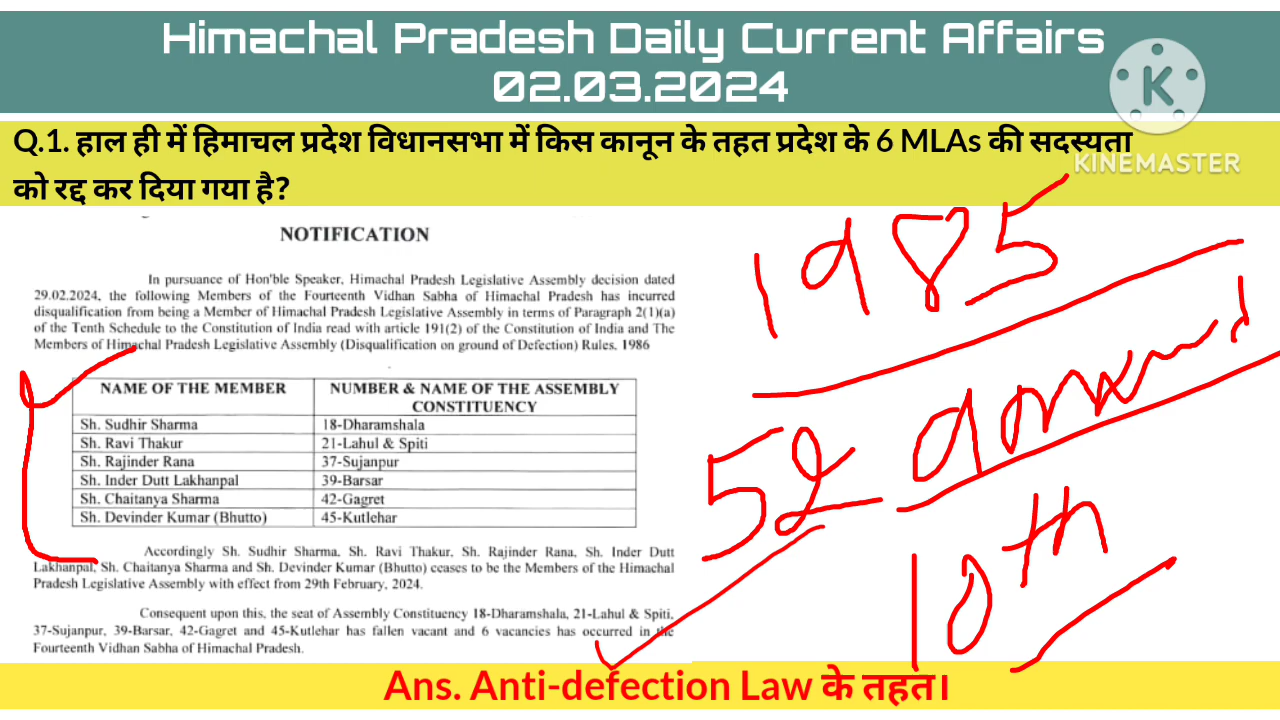 Himachal Pradesh Daily Current Affairs
02.03.2024
KINEMASTER
Q.1. हाल ही में हिमाचल प्रदेश विधानसभा में किस कानून के तहत प्रदेश के 6 MLAs की सदस्यता
को रद्द कर दिया गया है?
NOTIFICATION
In pursuance of Hon'ble Speaker, Himachal Pradesh Legislative Assembly decision dated
29.02.2024, the following Members of the Fourteenth Vidhan Sabha of Himachal Pradesh has incurred
disqualification from being a Member of Himachal Pradesh Legislative Assembly in terms of Paragraph 2(1)(a)
of the Tenth Schedule to the Constitution of India read with article 191(2) of the Constitution of India and The
Members of Himachal Pradesh Legislative Assembly (Disqualification on ground of Defection) Rules, 1986
NAME OF THE MEMBER NUMBER & NAME OF THE ASSEMBLY
CONSTITUENCY
Sh. Sudhir Sharma 18-Dharamshala
Sh. Ravi Thakur 21-Lahul & Spiti
Sh. Rajinder Rana 37-Sujanpur
Sh. Inder Dutt Lakhanpal 39-Barsar
Sh. Chaitanya Sharma 42-Gagret
Sh. Devinder Kumar (Bhutto) 45-Kutlehar
Accordingly Sh. Sudhir Sharma, Sh. Ravi Thakur, Sh. Rajinder Rana, Sh. Inder Dutt
Lakhanpal, Sh. Chaitanya Sharma and Sh. Devinder Kumar (Bhutto) ceases to be the Members of the Himachal
Pradesh Legislative Assembly with effect from 29th February, 2024.
Consequent upon this, the seat of Assembly Constituency 18-Dharamshala, 21-Lahul & Spiti,
37-Sujanpur, 39-Barsar, 42-Gagret and 45-Kutlehar has fallen vacant and 6 vacancies has occurred in the
Fourteenth Vidhan Sabha of Himachal Pradesh.
1985
52
10th
Ans. Anti-defection Law के तहत।